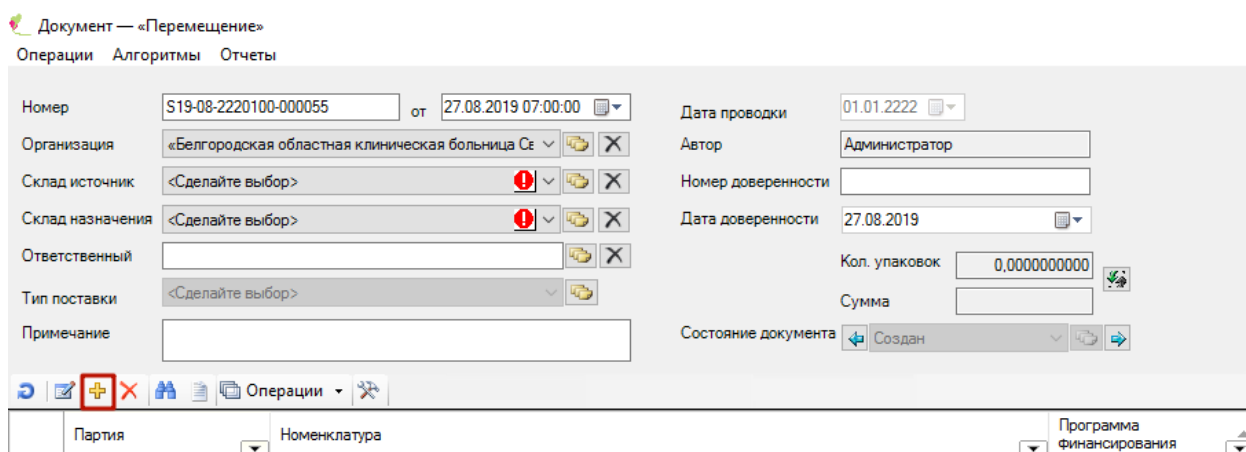 Документ — «Перемещение»
Операции Алгоритмы Отчеты
Номер S19-08-2220100-000055 от 27.08.2019 07:00:00 Дата проводки 01.01.2222
Организация «Белгородская областная клиническая больница Св Автор Администратор
Склад источник <Сделайте выбор> Номер доверенности
Склад назначения <Сделайте выбор> Дата доверенности 27.08.2019
Ответственный Кол. упаковок 0,0000000000
Тип поставки <Сделайте выбор> Сумма
Примечание Состояние документа Создан
Операции
Партия Номенклатура Программа
финансирования